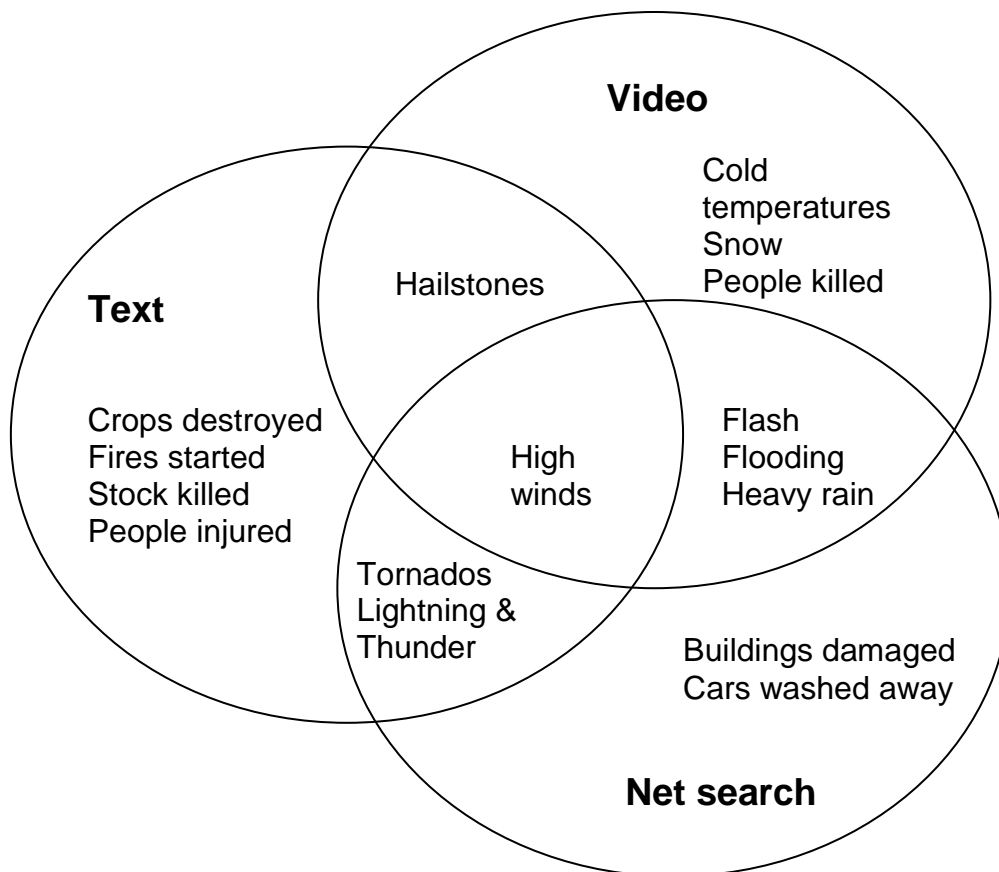 Video
Cold
temperatures
Snow
People killed
Hailstones
Text
Crops destroyed
Fires started
Stock killed
People injured
High
winds
Flash
Flooding
Heavy rain
Tornados
Lightning &
Thunder
Buildings damaged
Cars washed away
Net search